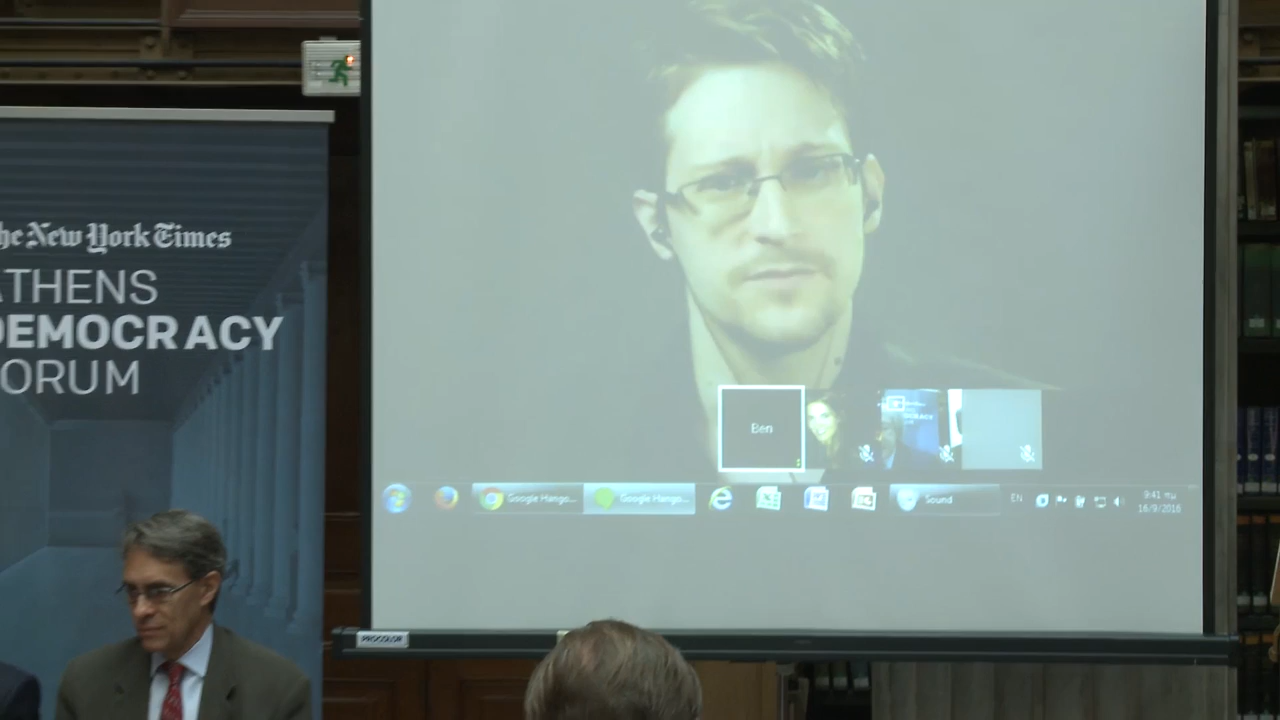 he New York Times
ATHENS
DEMOCRACY
ORUM
Ben
Google Hango...
Google Hango...
Sound
EN
9:41 πμ
16/9/2016
PROCOLOR